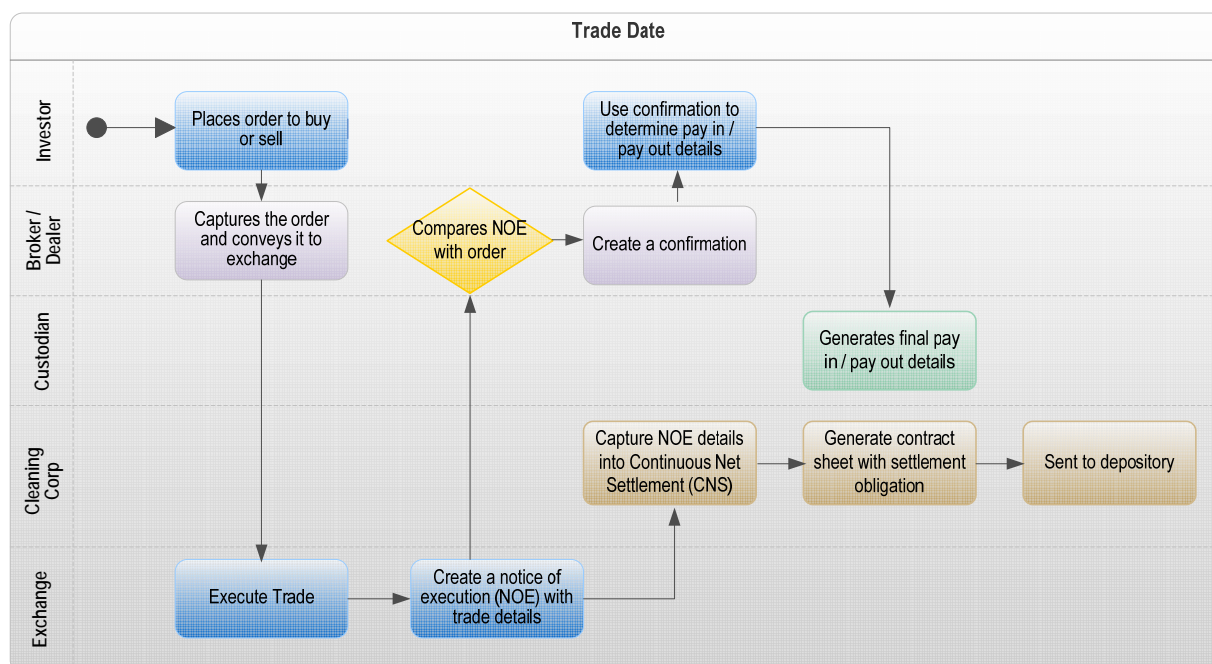 Trade Date
Investor
Places order to buy
or sell
Use confirmation to
determine pay in /
pay out details
Broker /
Dealer
Captures the order
and conveys it to
exchange
Compares NOE
with order
Create a confirmation
Custodian
Generates final pay
in / pay out details
Cleaning
Corp
Capture NOE details
into Continuous Net
Settlement (CNS)
Generate contract
sheet with settlement
obligation
Sent to depository
Exchange
Execute Trade
Create a notice of
execution (NOE) with
trade details